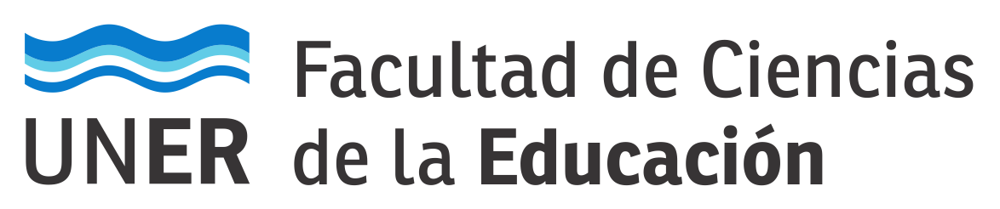 UNER
Facultad de Ciencias
de la Educación